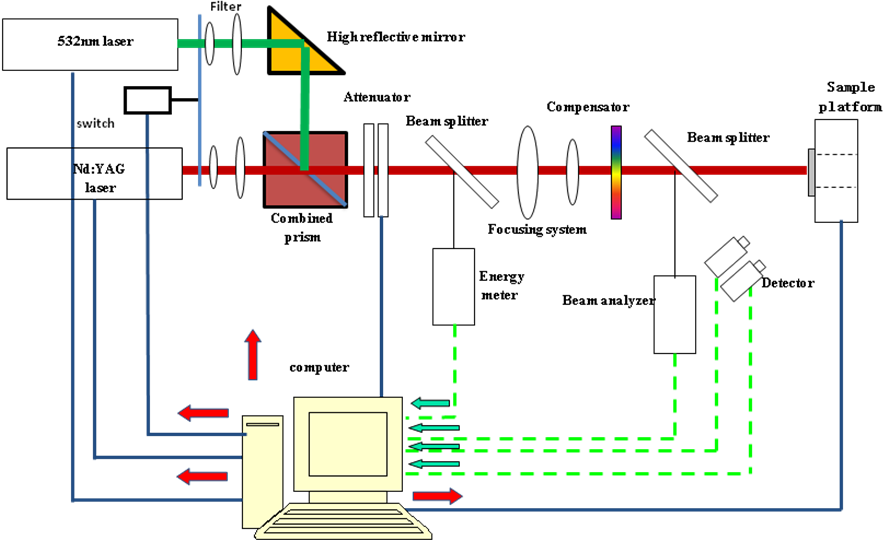 Filter
532nm laser
High reflective mirror
Attenuator
Sample
platform
Compensator
Beam splitter
Beam splitter
switch
Nd:YAG
laser
Combined
prism
Focusing system
Energy
meter
Beam analyzer
Detector
computer